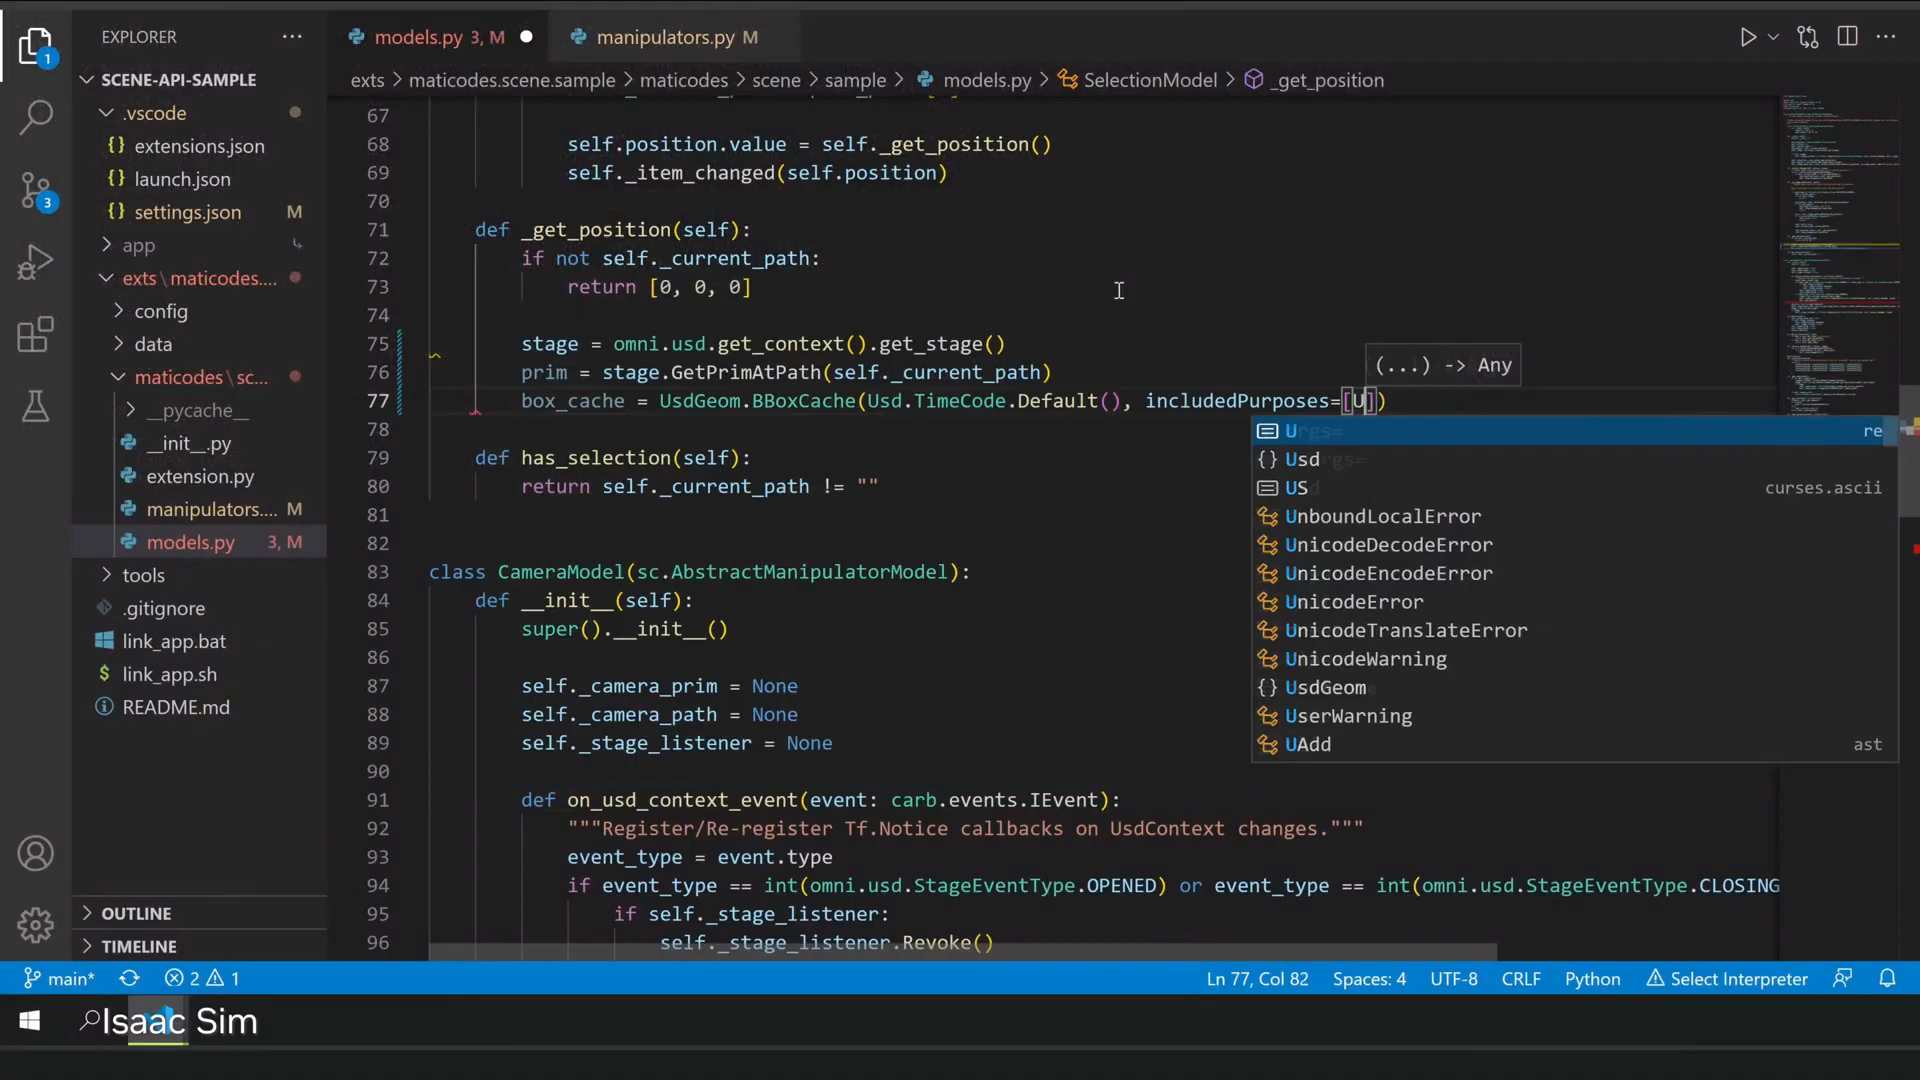 EXPLORER
models.py 3, M
manipulators.py M
SCENE-API-SAMPLE
exts > maticodes.scene.sample > maticodes > scene > sample > models.py > SelectionModel > _get_position
.vscode
extensions.json
launch.json
settings.json M
app
exts\maticodes....
config
data
maticodes\sc...
__pycache__
__init__.py
extension.py
manipulators.... M
models.py 3, M
tools
.gitignore
link_app.bat
link_app.sh
README.md
OUTLINE
TIMELINE
1
3
67
68 self.position.value = self._get_position()
69 self._item_changed(self.position)
70
71 def _get_position(self):
72 if not self._current_path:
73 return [0, 0, 0]
74
75 stage = omni.usd.get_context().get_stage()
76 prim = stage.GetPrimAtPath(self._current_path)
77 box_cache = UsdGeom.BBoxCache(Usd.TimeCode.Default(), includedPurposes=[U])
78
79 def has_selection(self):
80 return self._current_path != ""
81
82
83 class CameraModel(sc.AbstractManipulatorModel):
84 def __init__(self):
85 super().__init__()
86
87 self._camera_prim = None
88 self._camera_path = None
89 self._stage_listener = None
90
91 def on_usd_context_event(event: carb.events.IEvent):
92 """Register/Re-register Tf.Notice callbacks on UsdContext changes."""
93 event_type = event.type
94 if event_type == int(omni.usd.StageEventType.OPENED) or event_type == int(omni.usd.StageEventType.CLOSING
95 if self._stage_listener:
96 self._stage_listener.Revoke()
(...) -> Any
U re
Usd
US curses.ascii
UnboundLocalError
UnicodeDecodeError
UnicodeEncodeError
UnicodeError
UnicodeTranslateError
UnicodeWarning
UsdGeom
UserWarning
UAdd ast
main* 2 1
Ln 77, Col 82 Spaces: 4 UTF-8 CRLF Python Select Interpreter
Isaac Sim